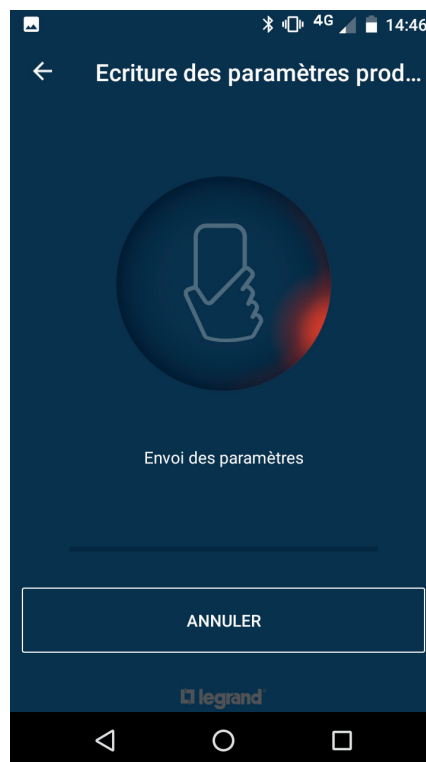 4G 14:46
Ecriture des paramètres prod...
Envoi des paramètres
ANNULER
legrand